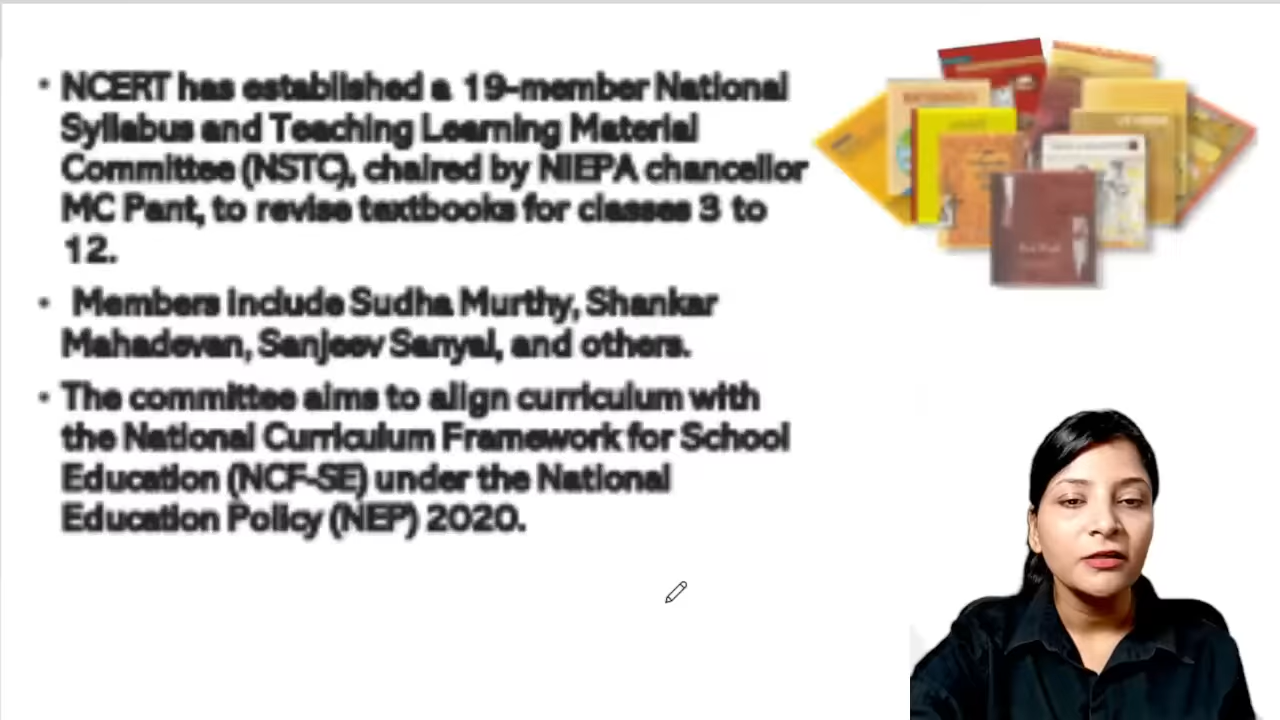 • NCERT has established a 19-member National
Syllabus and Teaching Learning Material
Committee (NSTC), chaired by NIEPA chancellor
MC Pant, to revise textbooks for classes 3 to
12.
• Members include Sudha Murthy, Shankar
Mahadevan, Sanjeev Sanyal, and others.
• The committee aims to align curriculum with
the National Curriculum Framework for School
Education (NCF-SE) under the National
Education Policy (NEP) 2020.